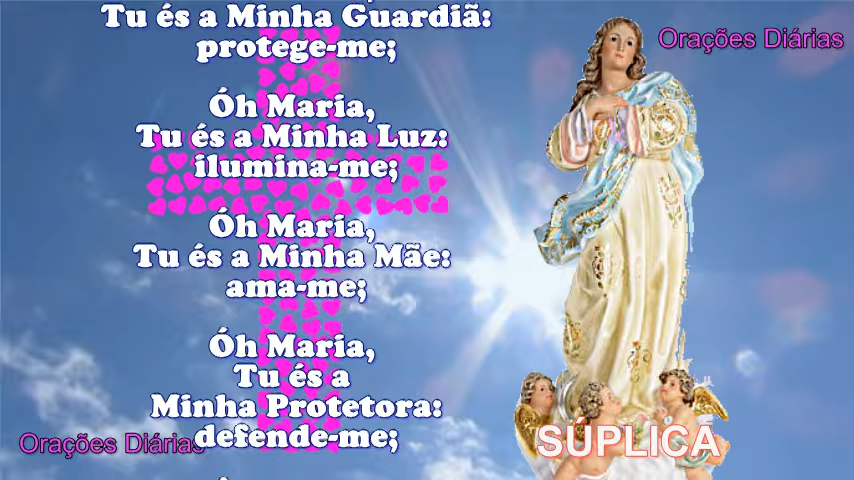 Tu és a Minha Guardiã:
protege-me;
Óh Maria,
Tu és a Minha Luz:
ilumina-me;
Óh Maria,
Tu és a Minha Mãe:
ama-me;
Óh Maria,
Tu és a
Minha Protetora:
defende-me;
Orações Diárias
Orações Diárias
SÚPLICA